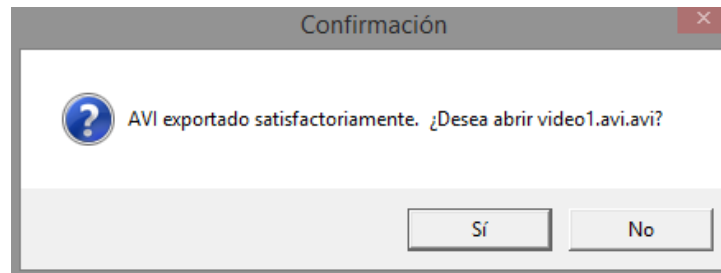 Confirmación
AVI exportado satisfactoriamente. ¿Desea abrir video1.avi.avi?
Sí
No